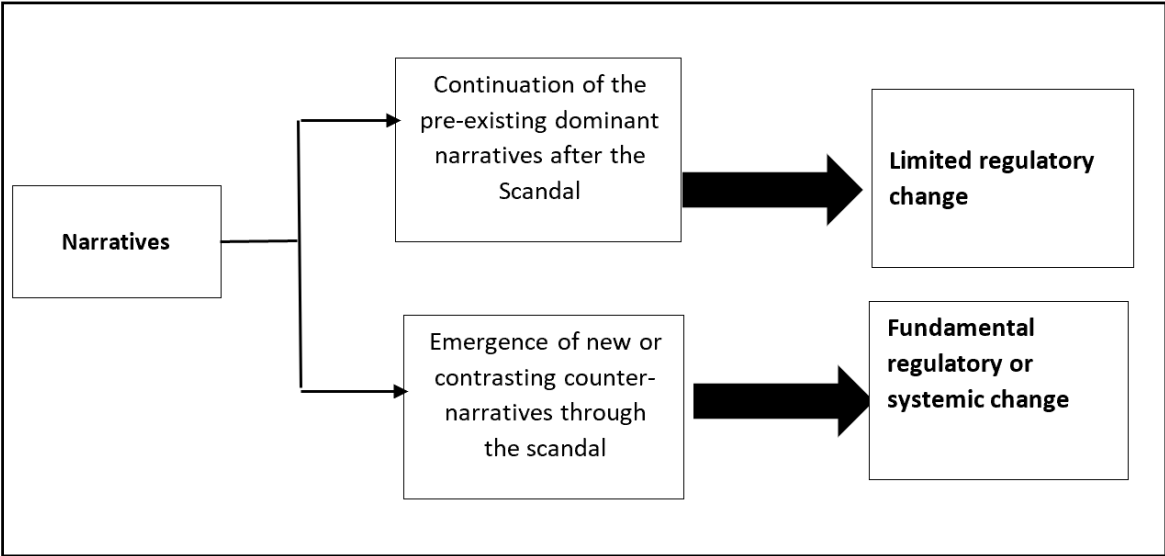 Narratives
Continuation of the
pre-existing dominant
narratives after the
Scandal
Limited regulatory
change
Emergence of new or
contrasting counter-
narratives through
the scandal
Fundamental
regulatory or
systemic change